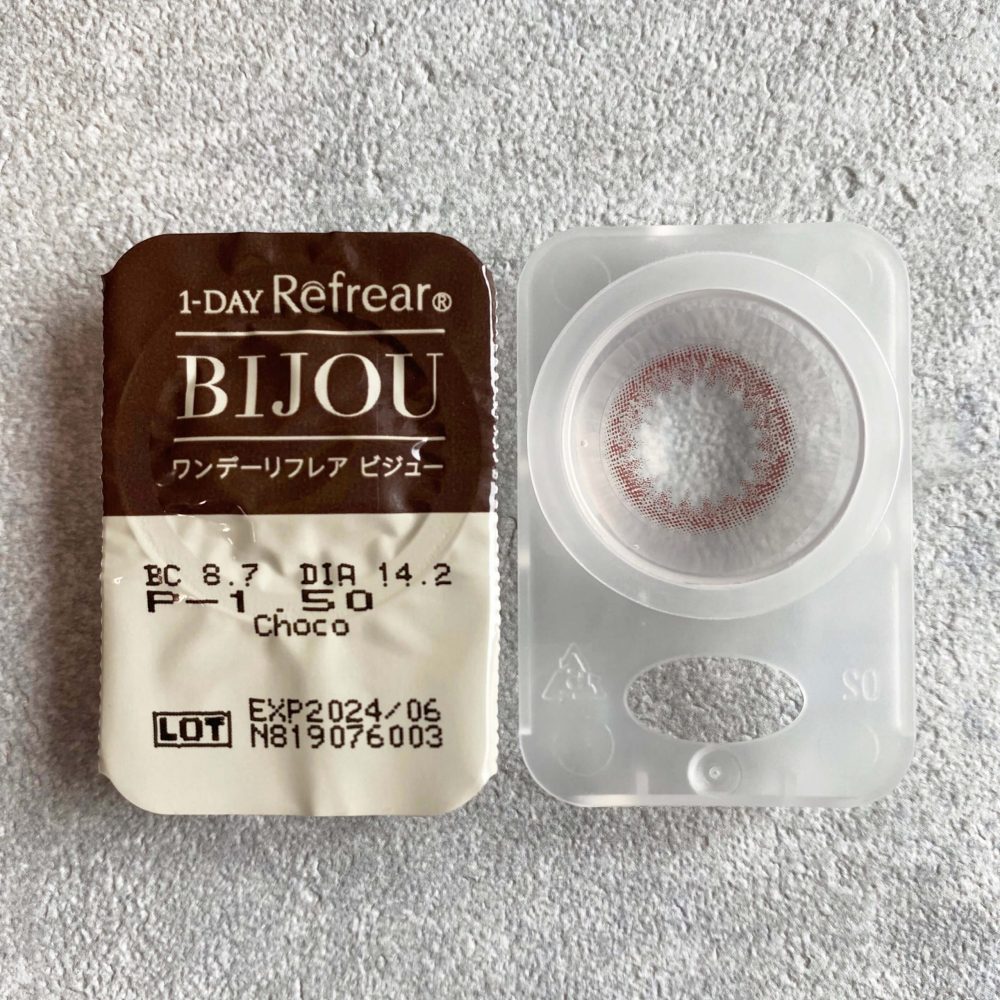 1-DAY Refrear®
BIJOU
ワンデーリフレア ビジュー
BC 8.7 DIA 14.2
P-1.50
Choco
LOT EXP2024/06
N819076003